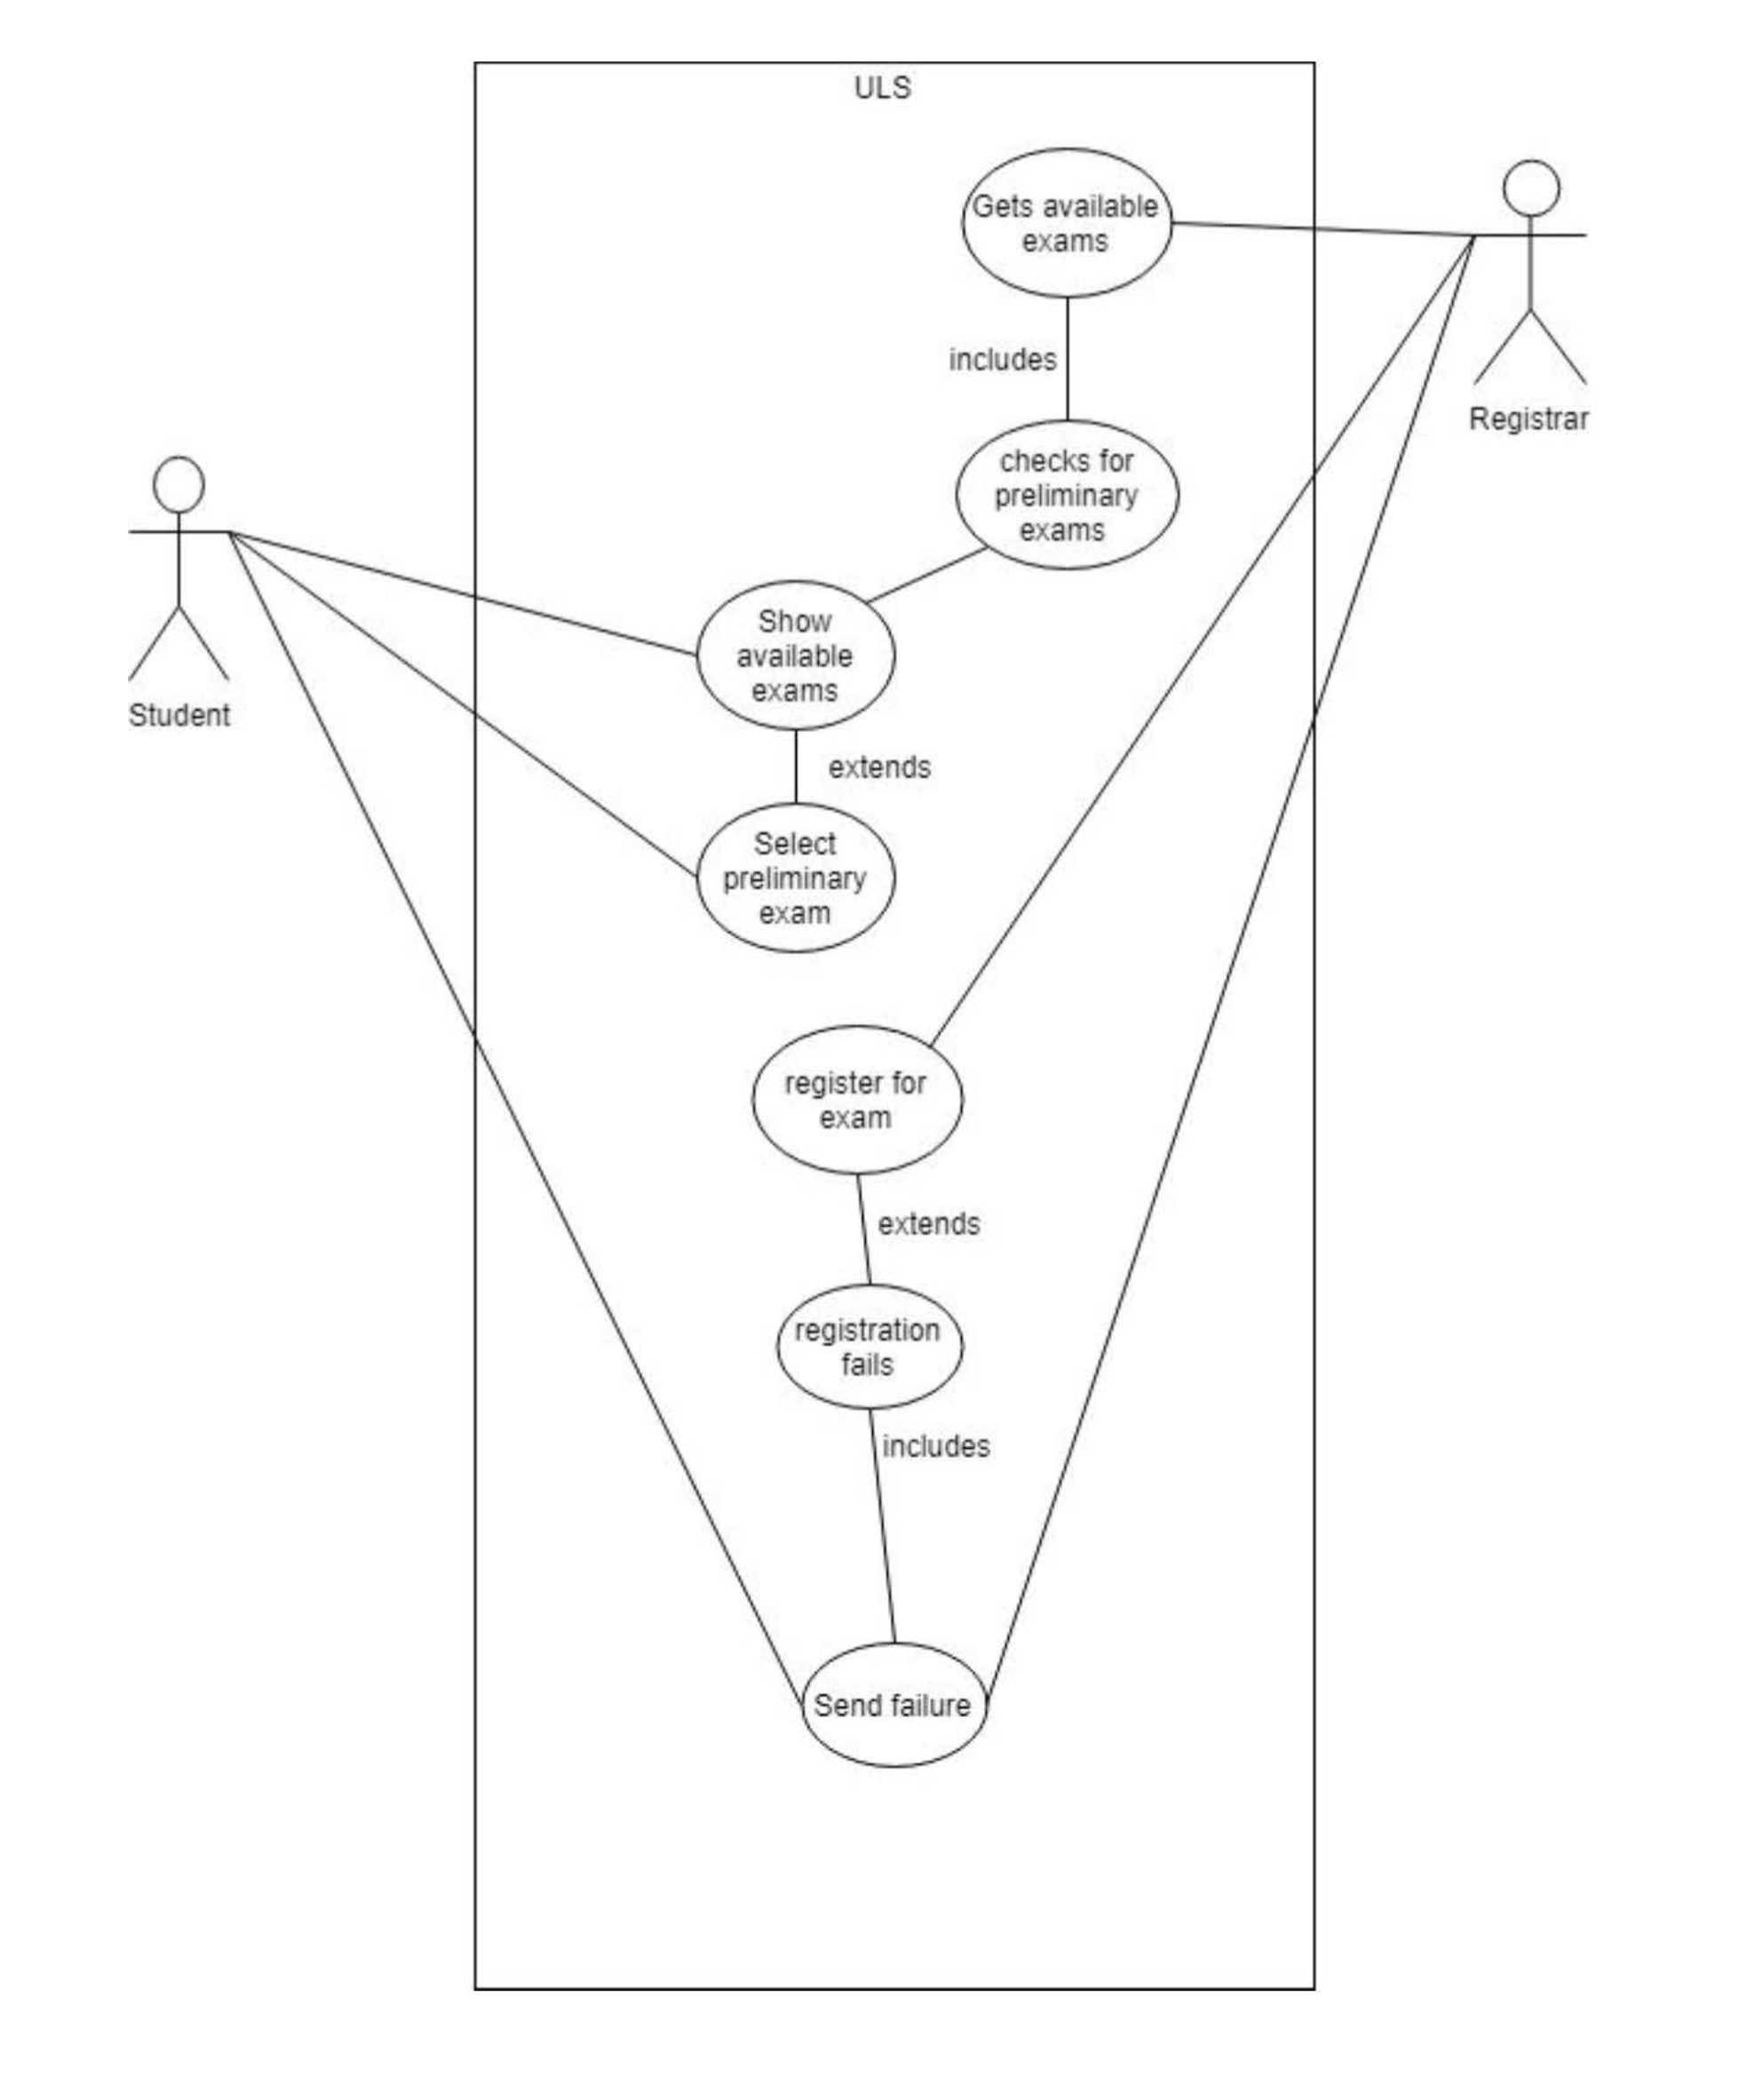 ULS
Gets available
exams
includes
Registrar
checks for
preliminary
exams
Student
Show
available
exams
extends
Select
preliminary
exam
register for
exam
extends
registration
fails
includes
Send failure